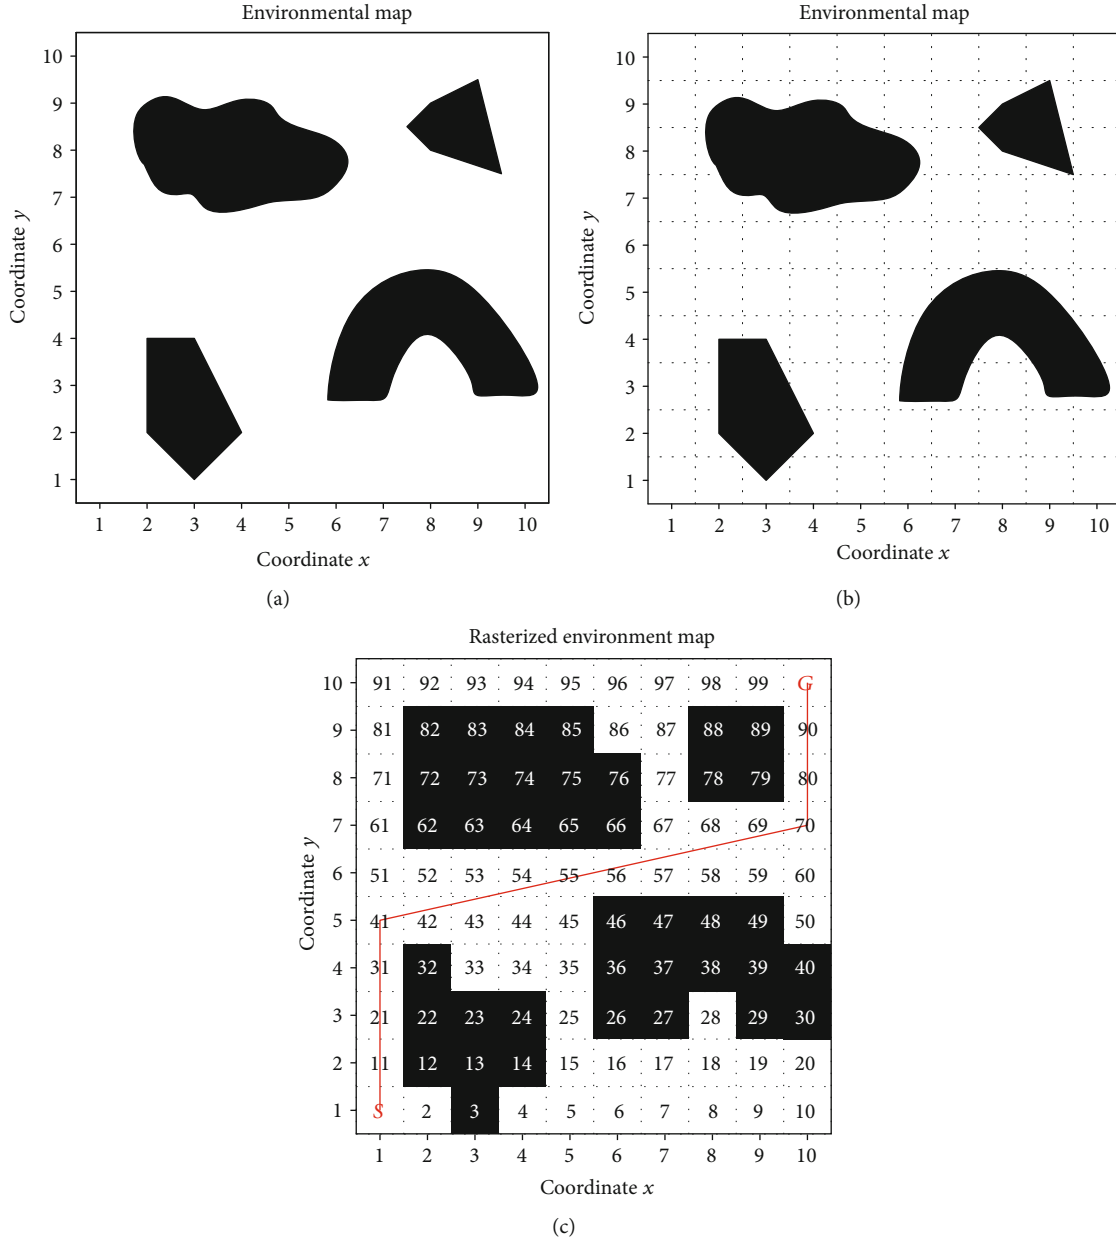 Environmental map
10
9
8
7
6
5
4
3
2
1
Coordinate y
1 2 3 4 5 6 7 8 9 10
Coordinate x
(a)
Environmental map
10
9
8
7
6
5
4
3
2
1
Coordinate y
1 2 3 4 5 6 7 8 9 10
Coordinate x
(b)
Rasterized environment map
Coordinate y
10 91 92 93 94 95 96 97 98 99 G
9 81 82 83 84 85 86 87 88 89 90
8 71 72 73 74 75 76 77 78 79 80
7 61 62 63 64 65 66 67 68 69 70
6 51 52 53 54 55 56 57 58 59 60
5 41 42 43 44 45 46 47 48 49 50
4 31 32 33 34 35 36 37 38 39 40
3 21 22 23 24 25 26 27 28 29 30
2 11 12 13 14 15 16 17 18 19 20
1 S 2 3 4 5 6 7 8 9 10
1 2 3 4 5 6 7 8 9 10
Coordinate x
(c)